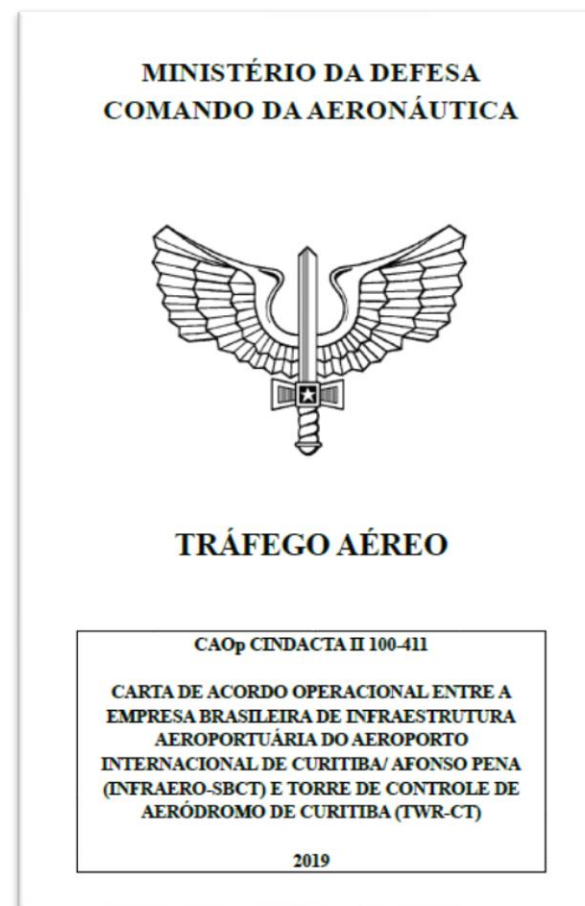 MINISTÉRIO DA DEFESA
COMANDO DA AERONÁUTICA
TRÁFEGO AÉREO
CAOp CINDACTA II 100-411
CARTA DE ACORDO OPERACIONAL ENTRE A
EMPRESA BRASILEIRA DE INFRAESTRUTURA
AEROPORTUÁRIA DO AEROPORTO
INTERNACIONAL DE CURITIBA/ AFONSO PENA
(INFRAERO-SBCT) E TORRE DE CONTROLE DE
AERÓDROMO DE CURITIBA (TWR-CT)
2019